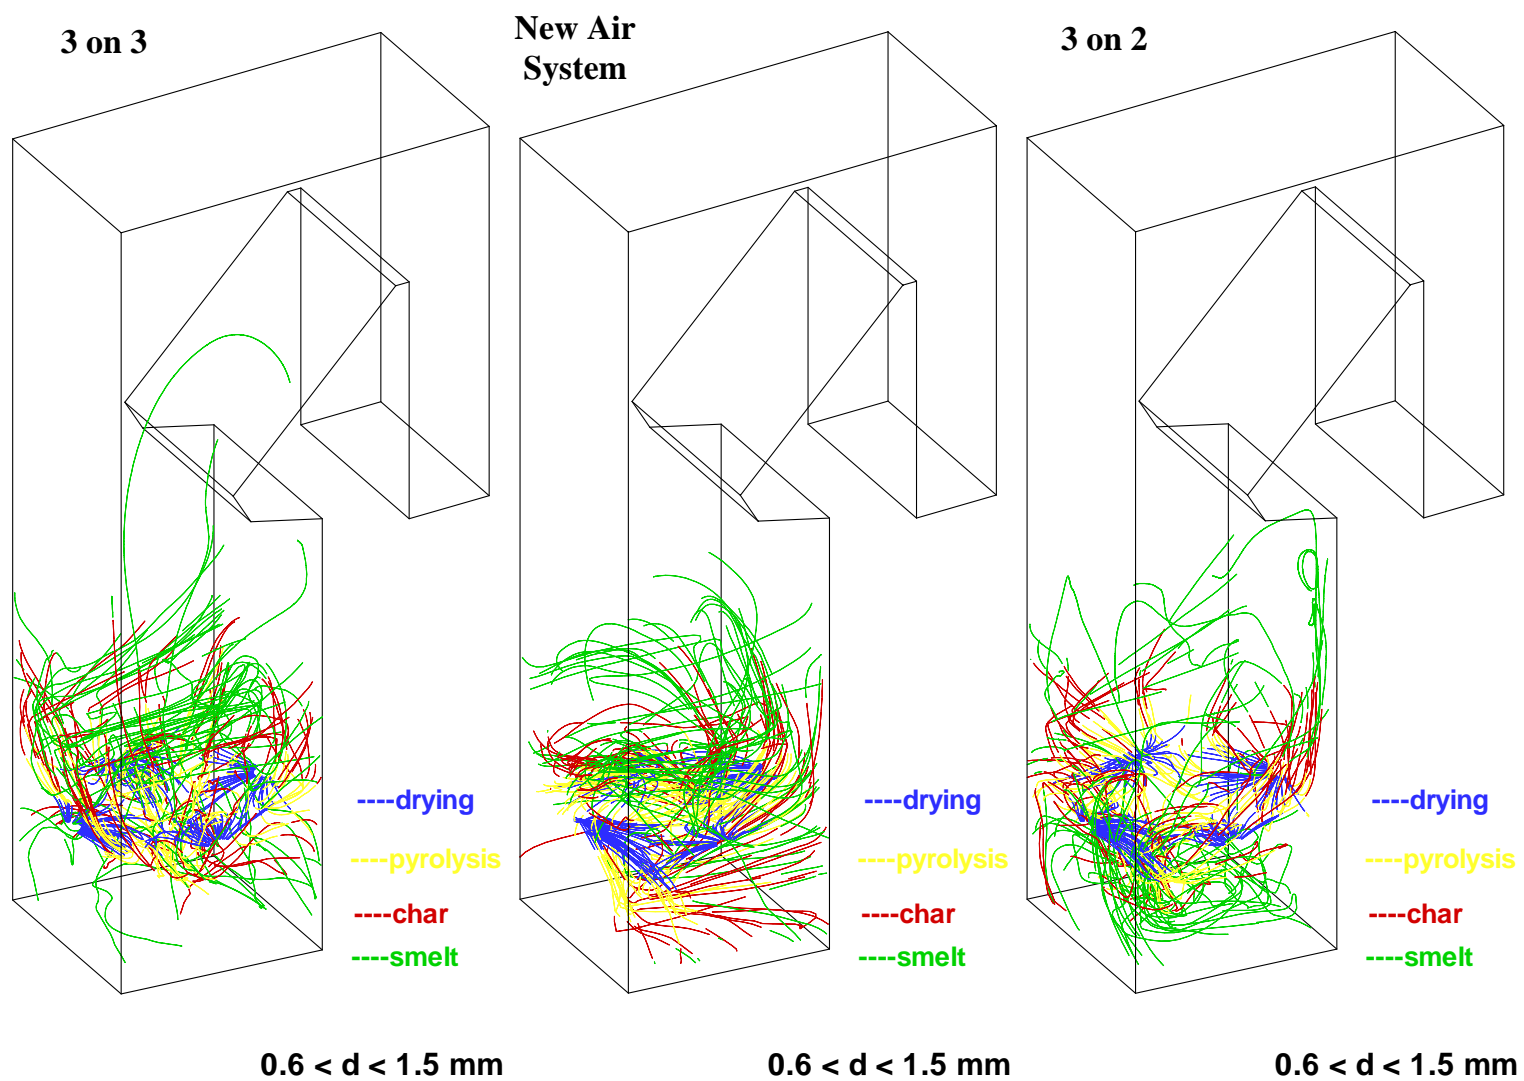 3 on 3
New Air
System
3 on 2
----drying
----pyrolysis
----char
----smelt
----drying
----pyrolysis
----char
----smelt
----drying
----pyrolysis
----char
----smelt
0.6 < d < 1.5 mm
0.6 < d < 1.5 mm
0.6 < d < 1.5 mm